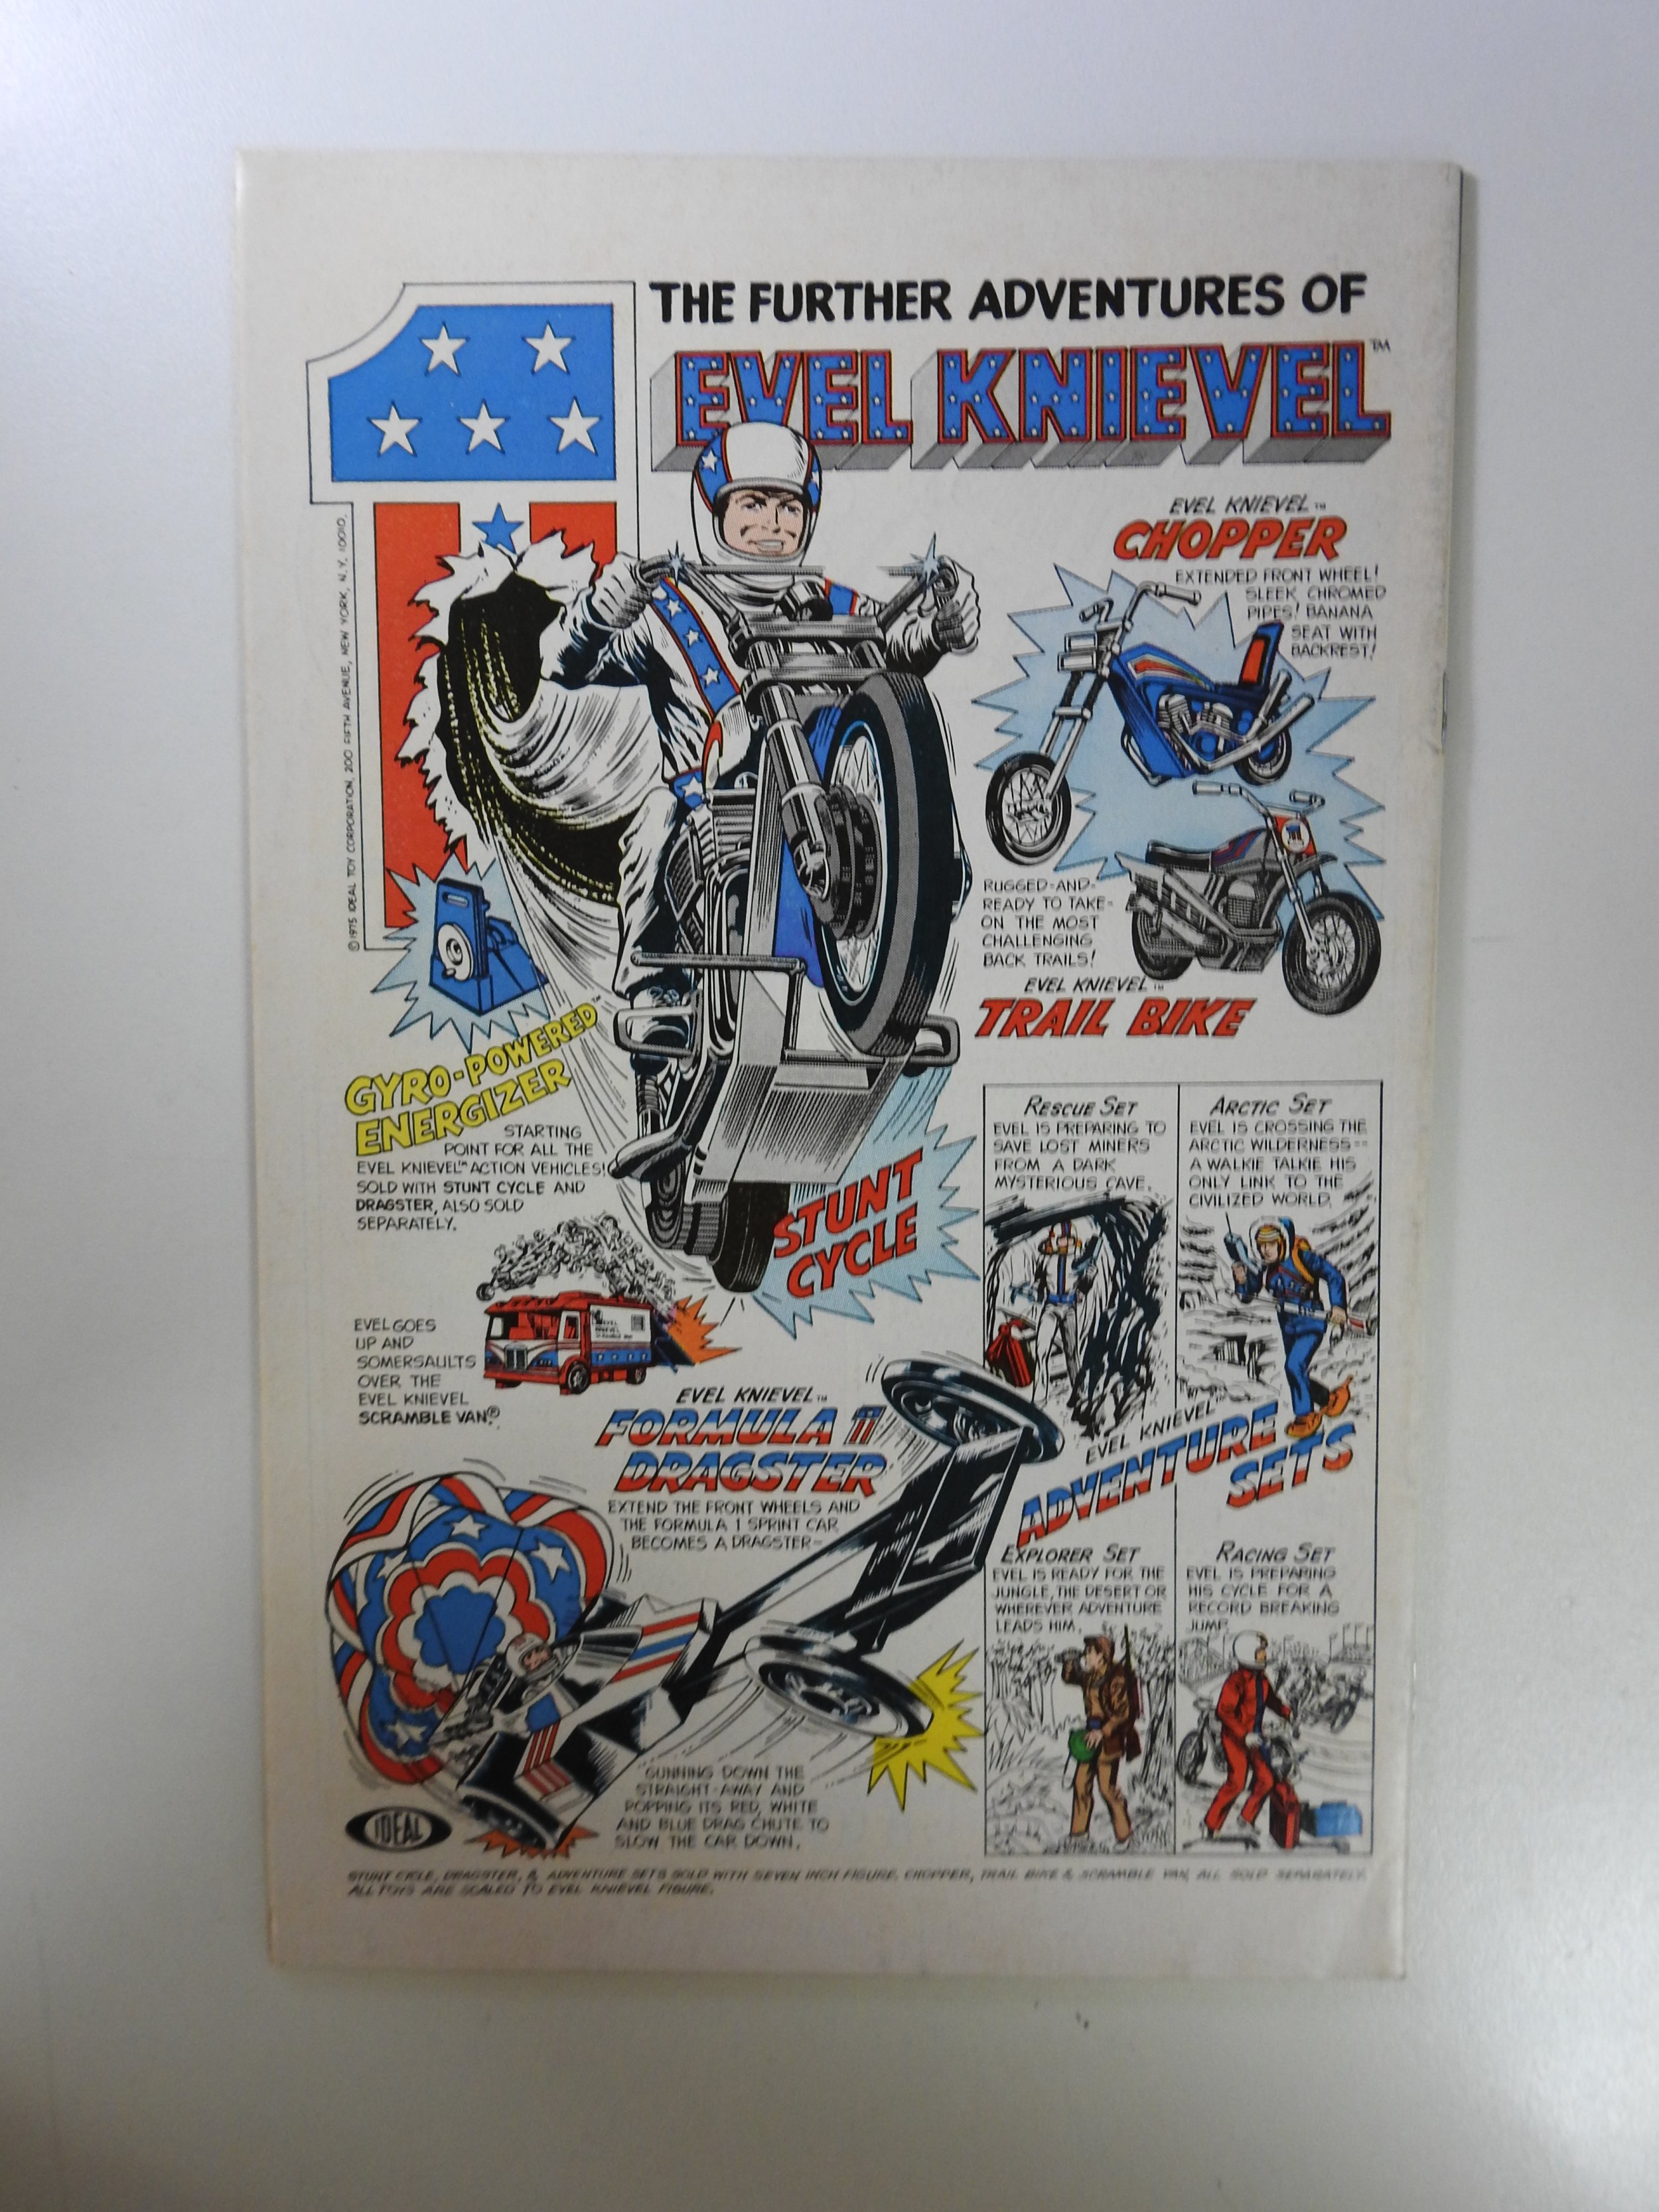 THE FURTHER ADVENTURES OF
EVEL KNIEVEL™
© 1975 IDEAL TOY CORPORATION, 200 FIFTH AVENUE, NEW YORK, N.Y. 10010.
EVEL KNIEVEL™
CHOPPER
EXTENDED FRONT WHEEL!
SLEEK, CHROMED
PIPES! BANANA
SEAT WITH
BACKREST!
RUGGED-AND-
READY TO TAKE-
ON THE MOST
CHALLENGING
BACK TRAILS!
EVEL KNIEVEL™
TRAIL BIKE
GYRO-POWERED™
ENERGIZER
STARTING
POINT FOR ALL THE
EVEL KNIEVEL™ ACTION VEHICLES!
SOLD WITH STUNT CYCLE AND
DRAGSTER, ALSO SOLD
SEPARATELY.
STUNT
CYCLE
EVEL GOES
UP AND
SOMERSAULTS
OVER THE
EVEL KNIEVEL
SCRAMBLE VAN®.
EVEL KNIEVEL™
FORMULA 1
DRAGSTER
EXTEND THE FRONT WHEELS AND
THE FORMULA 1 SPRINT CAR
BECOMES A DRAGSTER—
GUNNING DOWN THE
STRAIGHT-AWAY AND
POPPING ITS RED, WHITE
AND BLUE DRAG CHUTE TO
SLOW THE CAR DOWN.
RESCUE SET
EVEL IS PREPARING TO
SAVE LOST MINERS
FROM A DARK
MYSTERIOUS CAVE.
ARCTIC SET
EVEL IS CROSSING THE
ARCTIC WILDERNESS--
A WALKIE TALKIE HIS
ONLY LINK TO THE
CIVILIZED WORLD.
EVEL KNIEVEL™
ADVENTURE
SETS
EXPLORER SET
EVEL IS READY FOR THE
JUNGLE, THE DESERT OR
WHEREVER ADVENTURE
LEADS HIM.
RACING SET
EVEL IS PREPARING
HIS CYCLE FOR A
RECORD BREAKING
JUMP.
IDEAL
STUNT CYCLE, DRAGSTER, & ADVENTURE SETS SOLD WITH SEVEN INCH FIGURE. CHOPPER, TRAIL BIKE & SCRAMBLE VAN, ALL SOLD SEPARATELY.
ALL TOYS ARE SCALED TO EVEL KNIEVEL FIGURE.